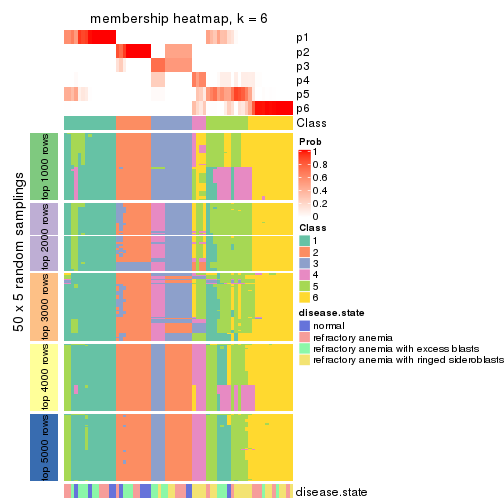 membership heatmap, k = 6
p1
p2
p3
p4
p5
p6
Class
50 x 5 random samplings
top 1000 rows
top 2000 rows
top 3000 rows
top 4000 rows
top 5000 rows
disease.state
Prob
1
0.8
0.6
0.4
0.2
0
Class
1
2
3
4
5
6
disease.state
normal
refractory anemia
refractory anemia with excess blasts
refractory anemia with ringed sideroblasts